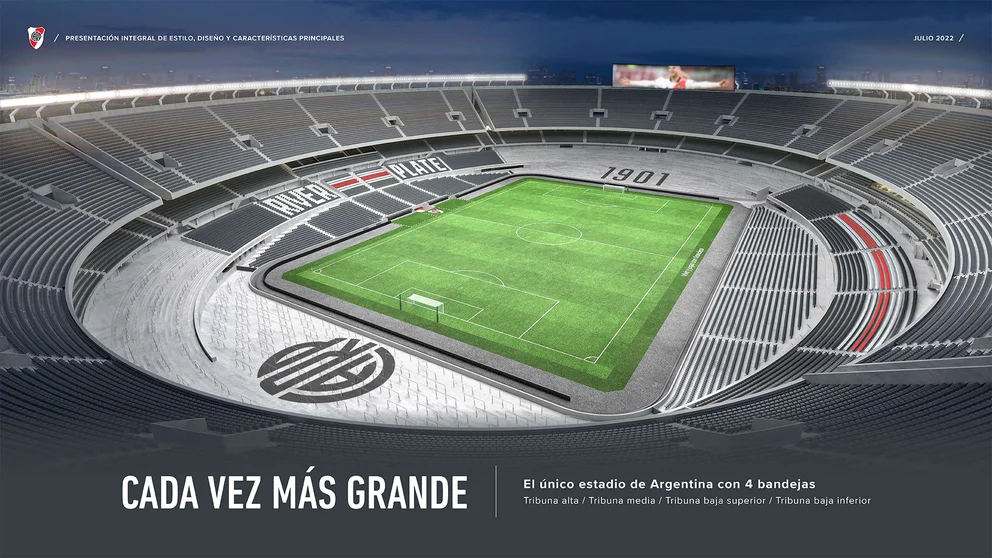 PRESENTACIÓN INTEGRAL DE ESTILO, DISEÑO Y CARACTERÍSTICAS PRINCIPALES
JULIO 2022
1901
RIVER PLATE
CARP
CADA VEZ MÁS GRANDE
El único estadio de Argentina con 4 bandejas
Tribuna alta / Tribuna media / Tribuna baja superior / Tribuna baja inferior